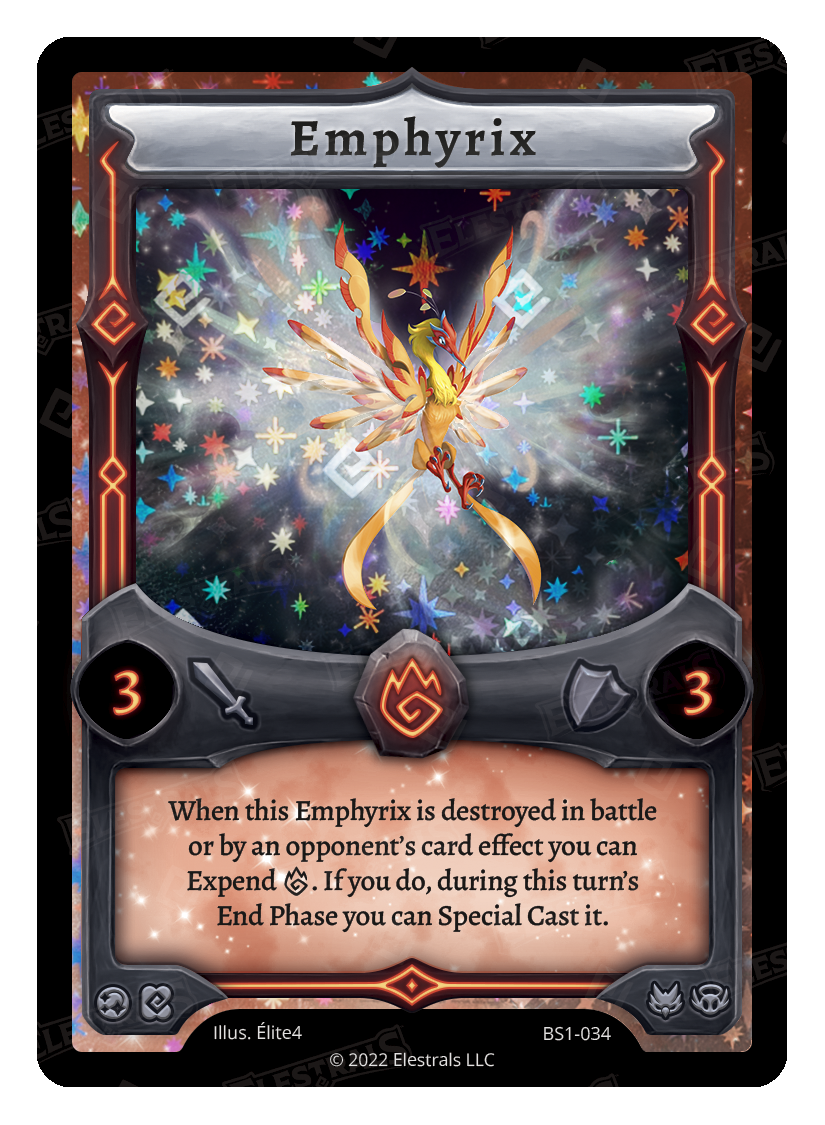 Emphyrix
3
3
When this Emphyrix is destroyed in battle
or by an opponent's card effect you can
Expend . If you do, during this turn's
End Phase you can Special Cast it.
Illus. Élite4
BS1-034
© 2022 Elestrals LLC